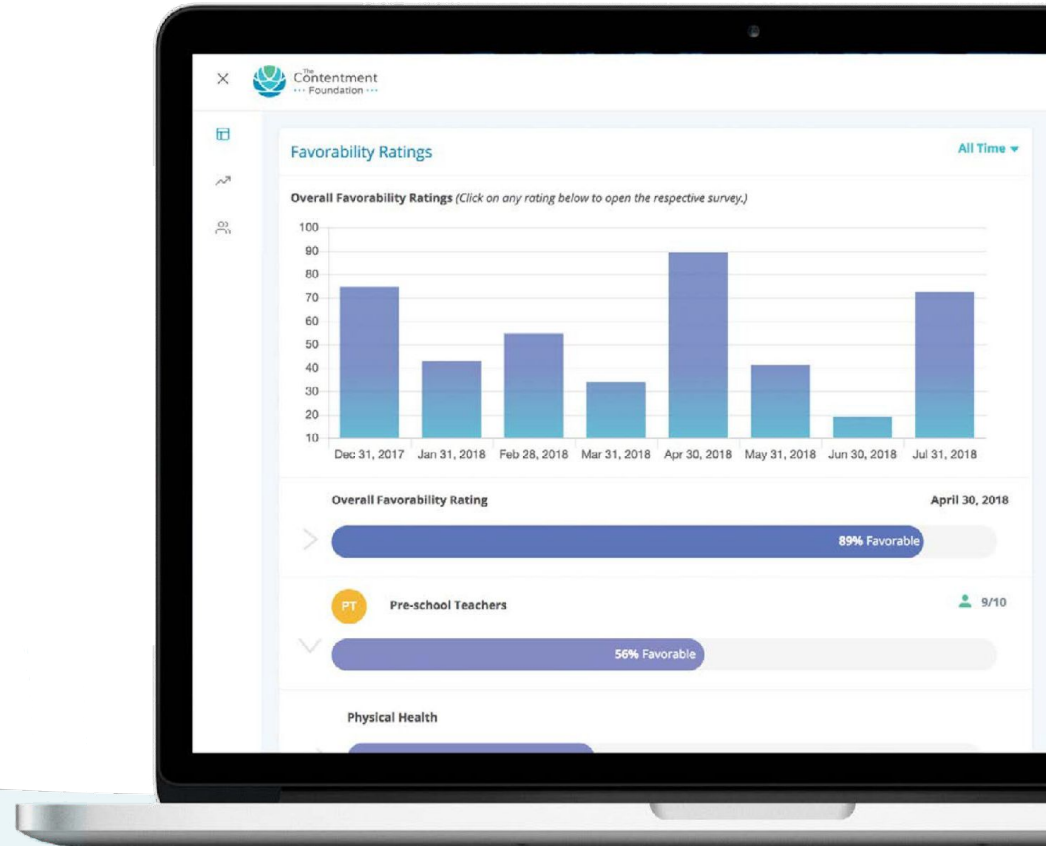 The
Contentment
Foundation
Favorability Ratings
All Time
Overall Favorability Ratings (Click on any rating below to open the respective survey.)
100
90
80
70
60
50
40
30
20
10
Dec 31, 2017 Jan 31, 2018 Feb 28, 2018 Mar 31, 2018 Apr 30, 2018 May 31, 2018 Jun 30, 2018 Jul 31, 2018
Overall Favorability Rating April 30, 2018
89% Favorable
PT Pre-school Teachers 9/10
56% Favorable
Physical Health